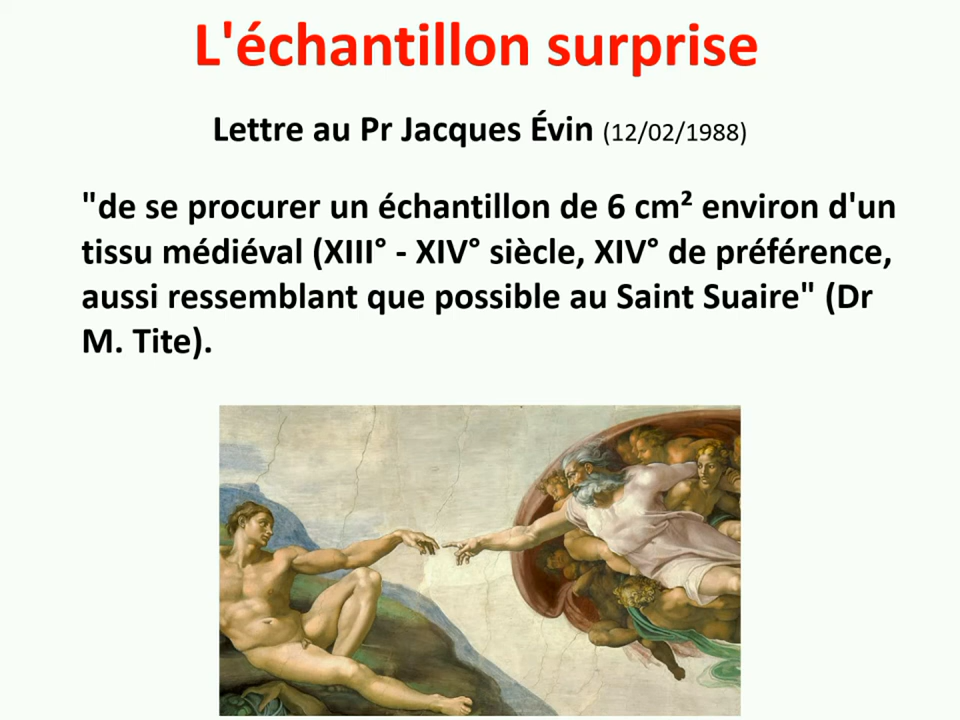 L'échantillon surprise
Lettre au Pr Jacques Évin (12/02/1988)
"de se procurer un échantillon de 6 cm² environ d'un
tissu médiéval (XIII° - XIV° siècle, XIV° de préférence,
aussi ressemblant que possible au Saint Suaire" (Dr
M. Tite).